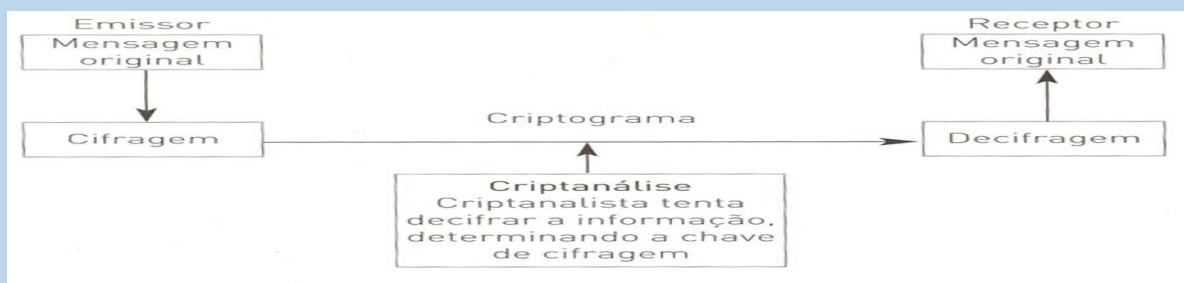 Emissor
Mensagem
original
Cifragem
Criptograma
Criptanálise
Criptanalista tenta
decifrar a informação,
determinando a chave
de cifragem
Receptor
Mensagem
original
Decifragem